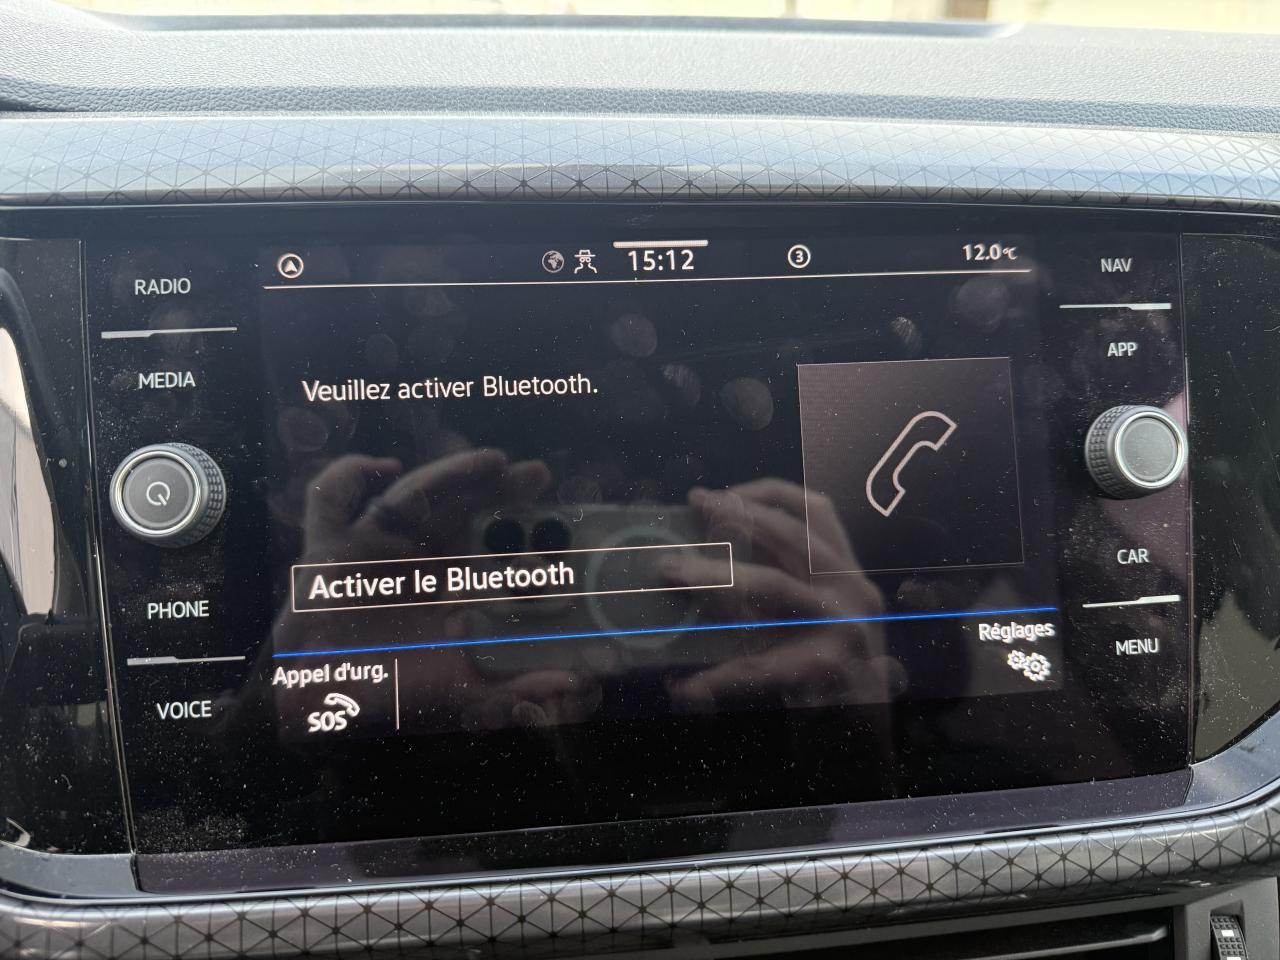 RADIO
MEDIA
PHONE
VOICE
15:12
3
12.0°C
Veuillez activer Bluetooth.
Activer le Bluetooth
Appel d'urg.
SOS
Réglages
NAV
APP
CAR
MENU